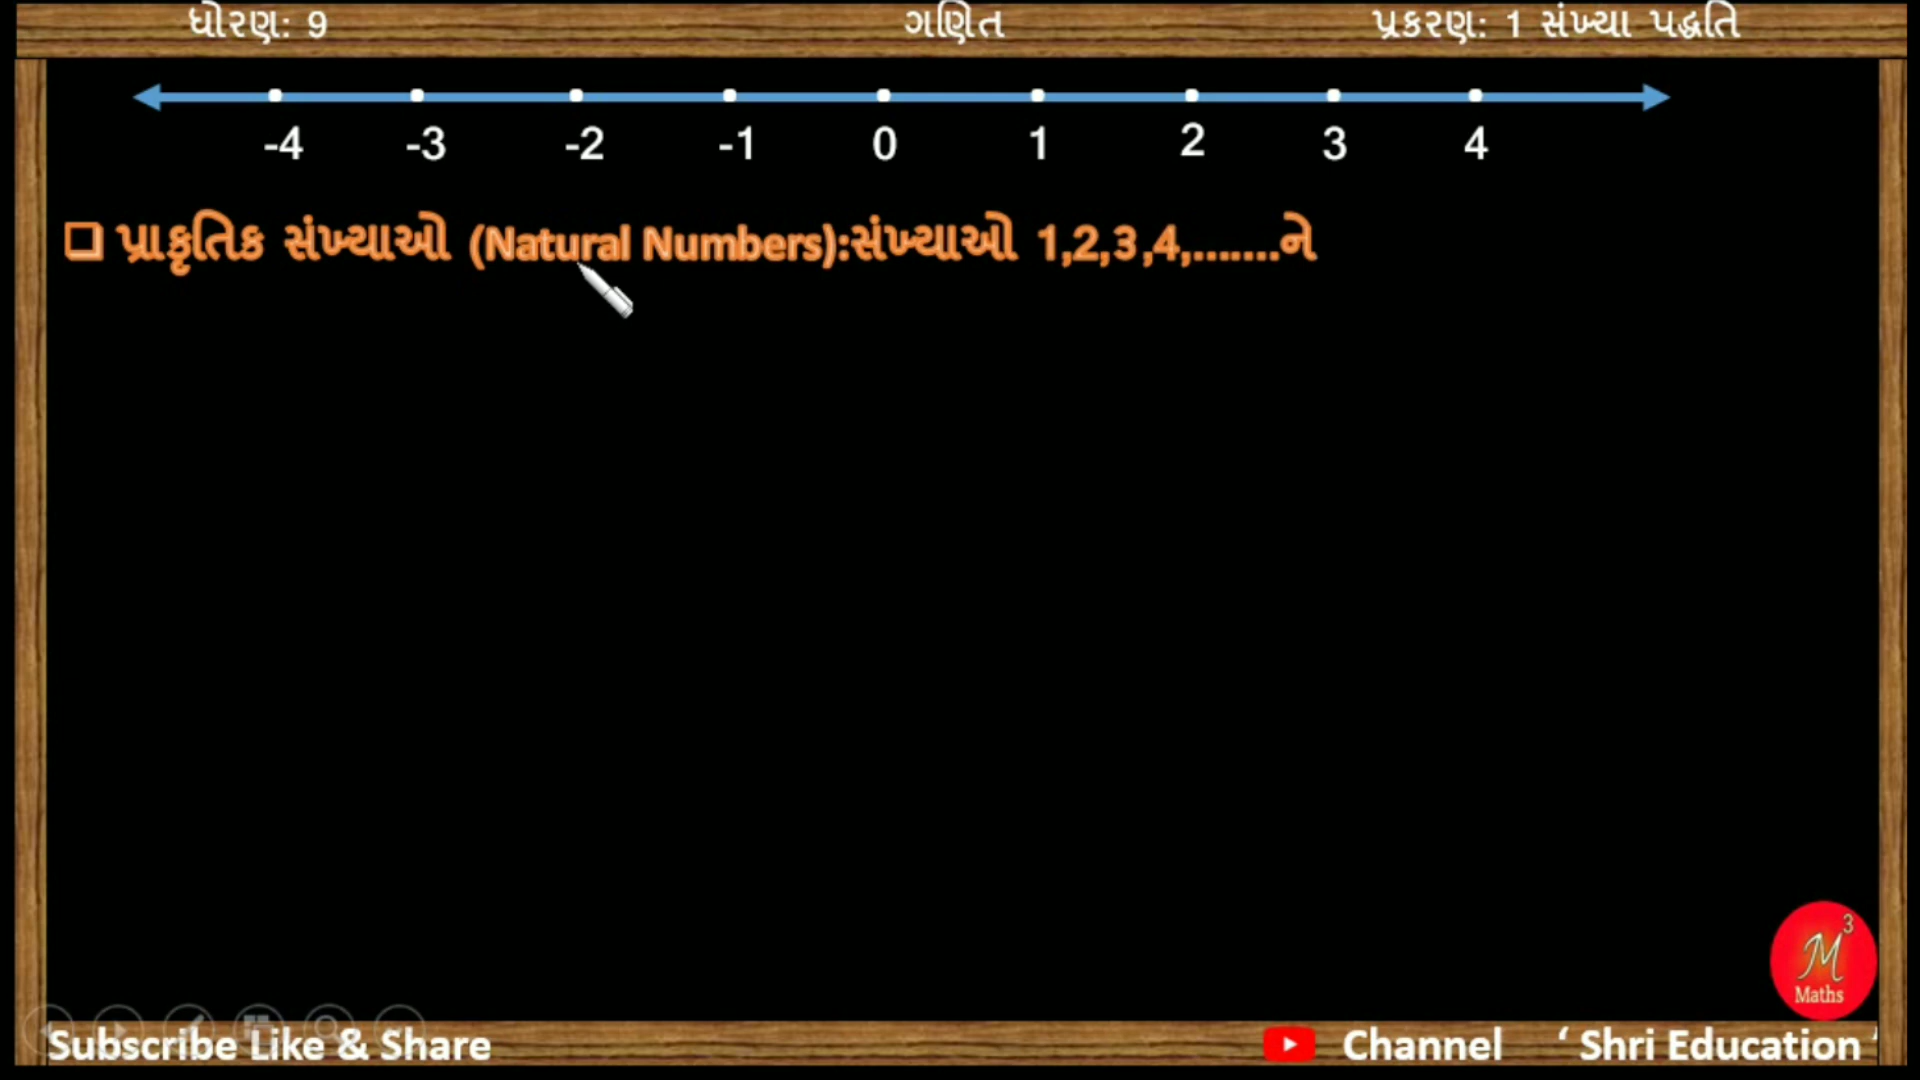 ધોરણ: 9 ગણિત પ્રકરણ: 1 સંખ્યા પદ્ધતિ
-4 -3 -2 -1 0 1 2 3 4
❑ પ્રાકૃતિક સંખ્યાઓ (Natural Numbers):સંખ્યાઓ 1,2,3,4,.......ને
M³
Maths
Subscribe Like & Share Channel ‘ Shri Education ’